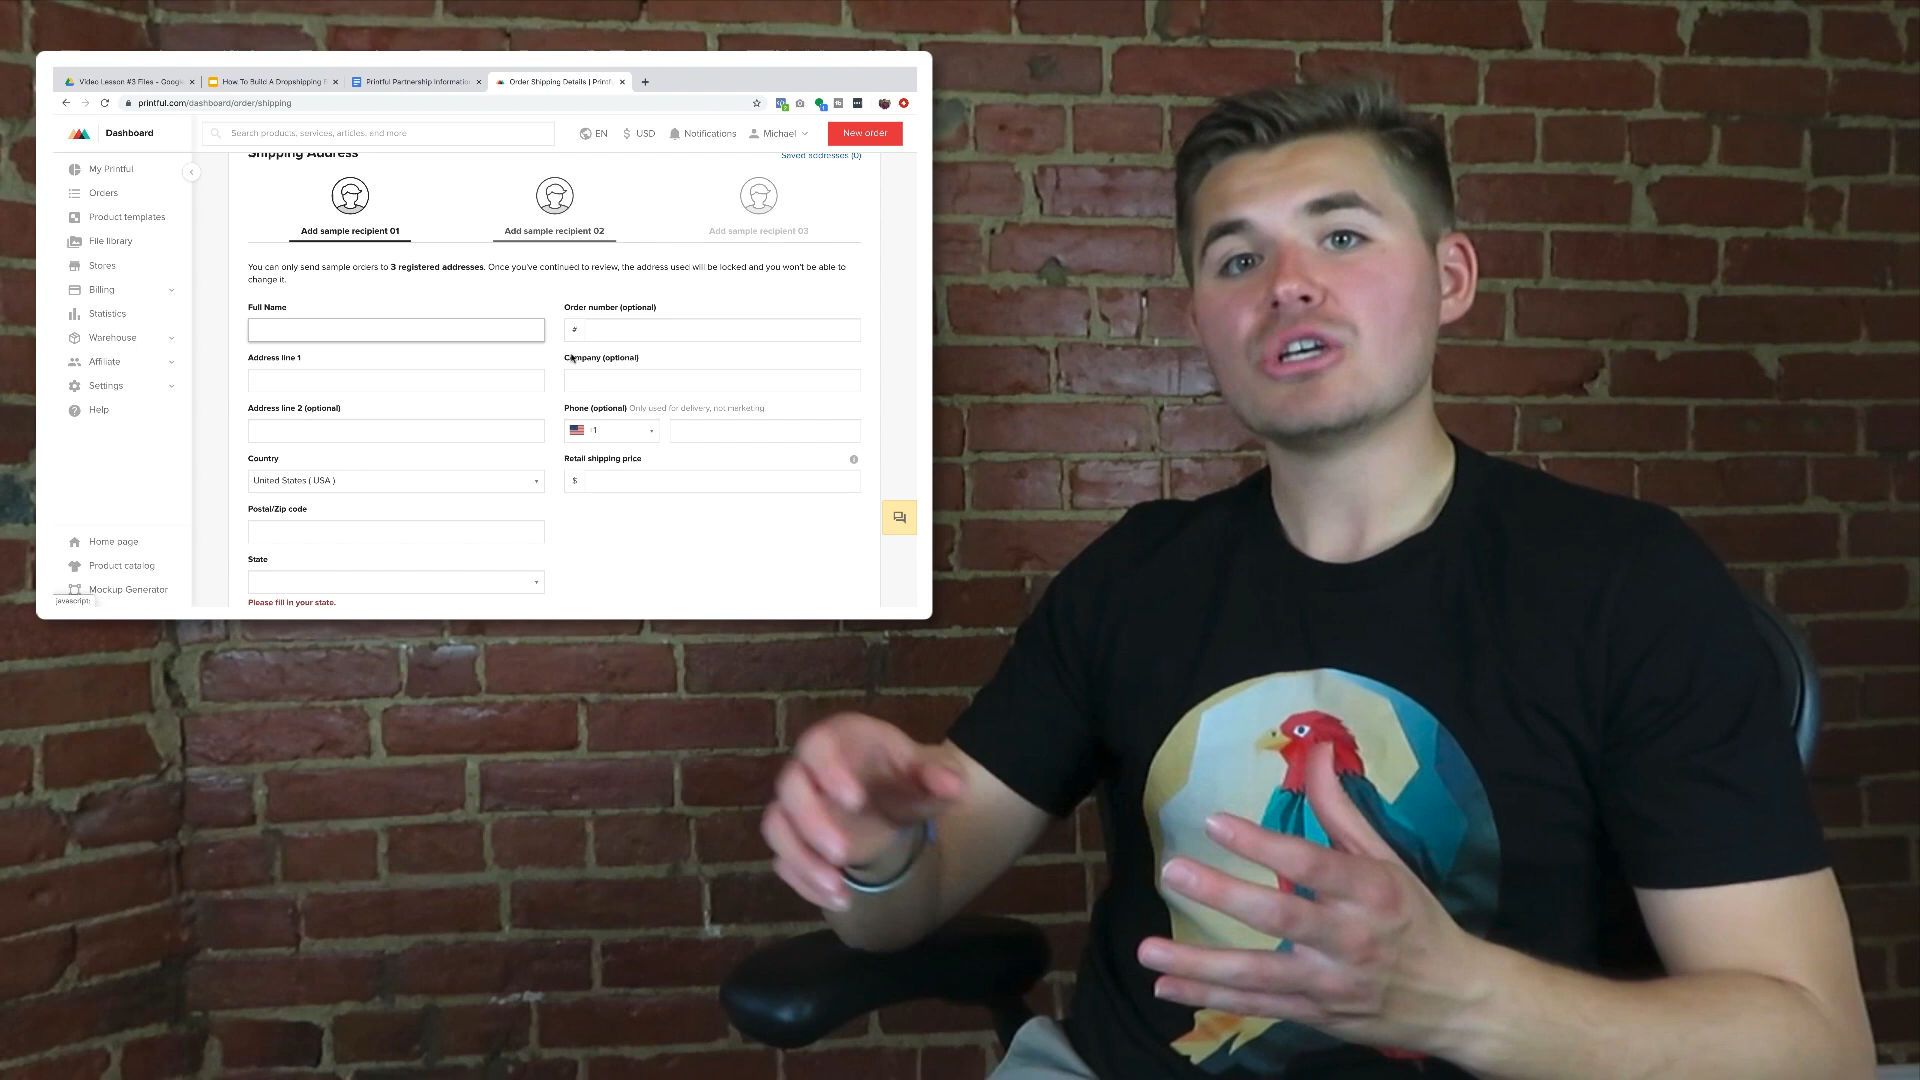 Video Lesson #3 Files - Google
How To Build A Dropshipping B
Printful Partnership Information
Order Shipping Details | Printf
printful.com/dashboard/order/shipping
Dashboard
Search products, services, articles, and more
EN
$ USD
Notifications
Michael
New order
My Printful
Orders
Product templates
File library
Stores
Billing
Statistics
Warehouse
Affiliate
Settings
Help
Home page
Product catalog
Mockup Generator
javascript:
Shipping Address
Saved addresses (0)
Add sample recipient 01
Add sample recipient 02
Add sample recipient 03
You can only send sample orders to 3 registered addresses. Once you've continued to review, the address used will be locked and you won't be able to
change it.
Full Name
Order number (optional)
#
Address line 1
Company (optional)
Address line 2 (optional)
Phone (optional) Only used for delivery, not marketing
+1
Country
Retail shipping price
United States ( USA )
$
Postal/Zip code
State
Please fill in your state.